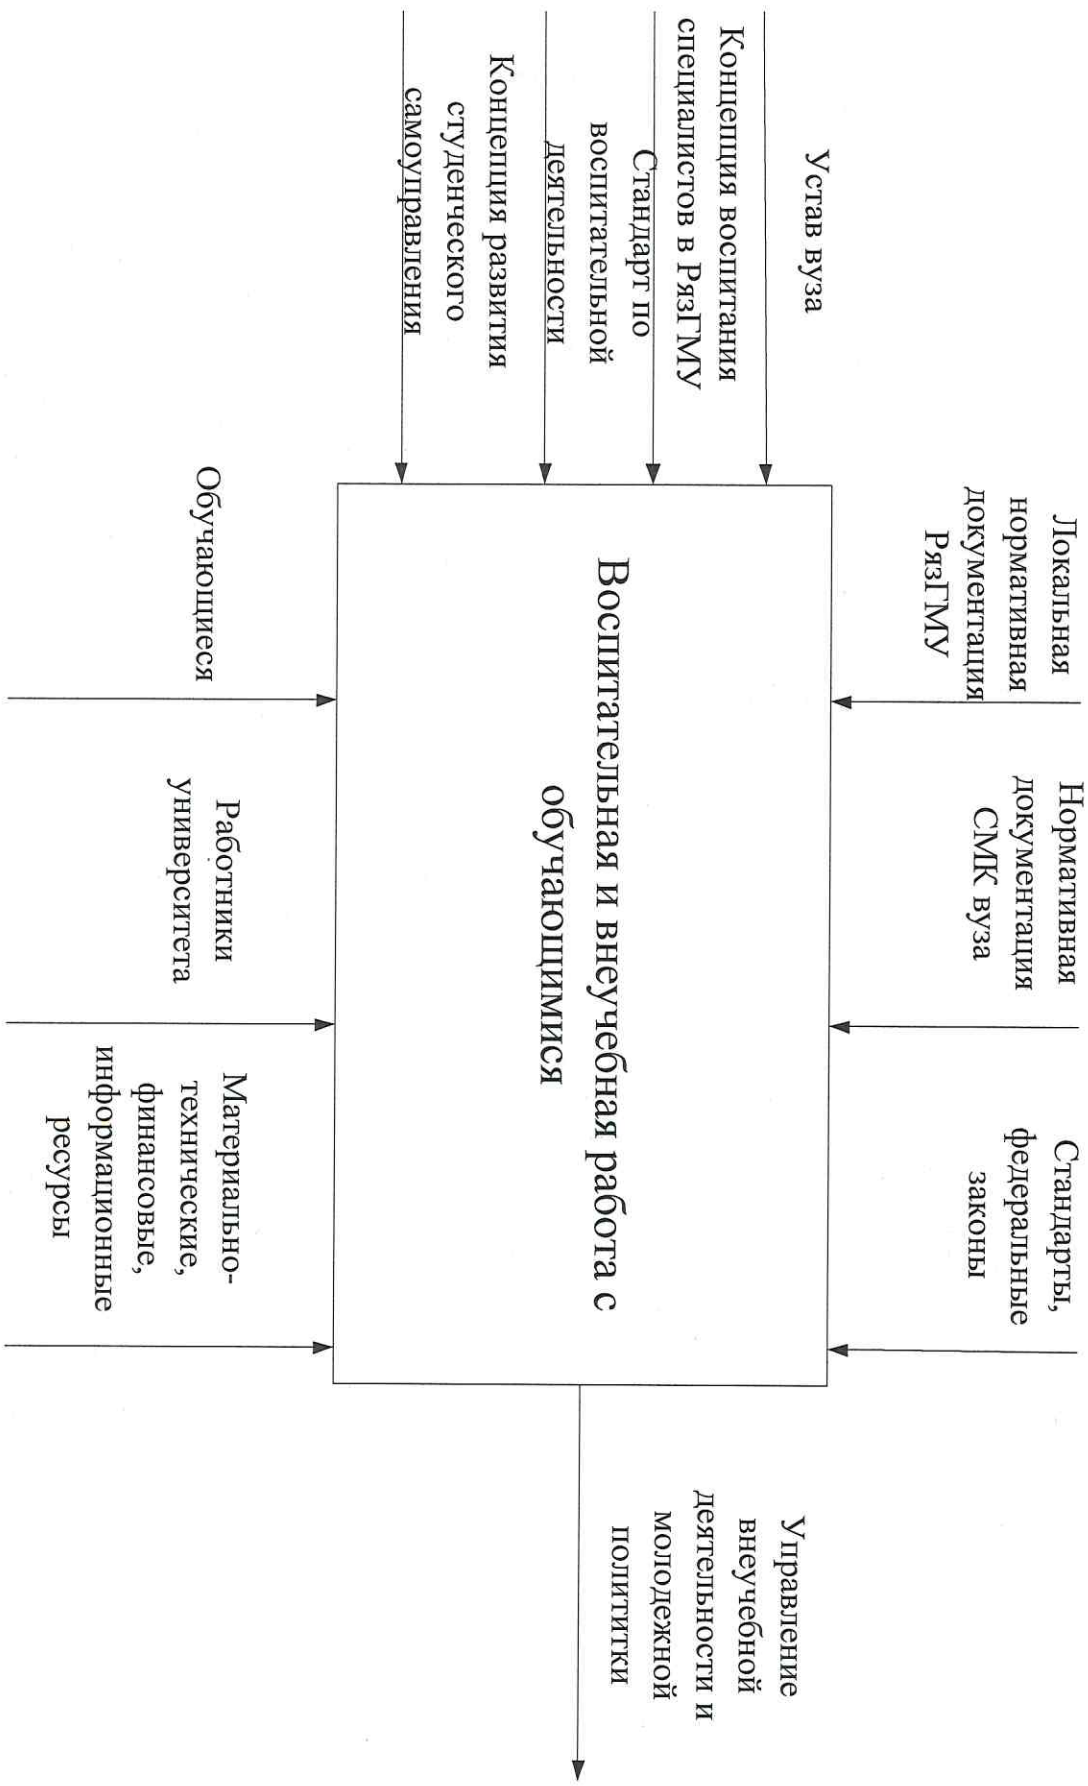 Локальная
нормативная
документация
РязГМУ
Нормативная
документация
СМК вуза
Стандарты,
федеральные
законы
Устав вуза
Концепция воспитания
специалистов в РязГМУ
Стандарт по
воспитательной
деятельности
Концепция развития
студенческого
самоуправления
Воспитательная и внеучебная работа с
обучающимися
Управление
внеучебной
деятельности и
молодежной
полититки
Обучающиеся
Работники
университета
Материально-
технические,
финансовые,
информационные
ресурсы